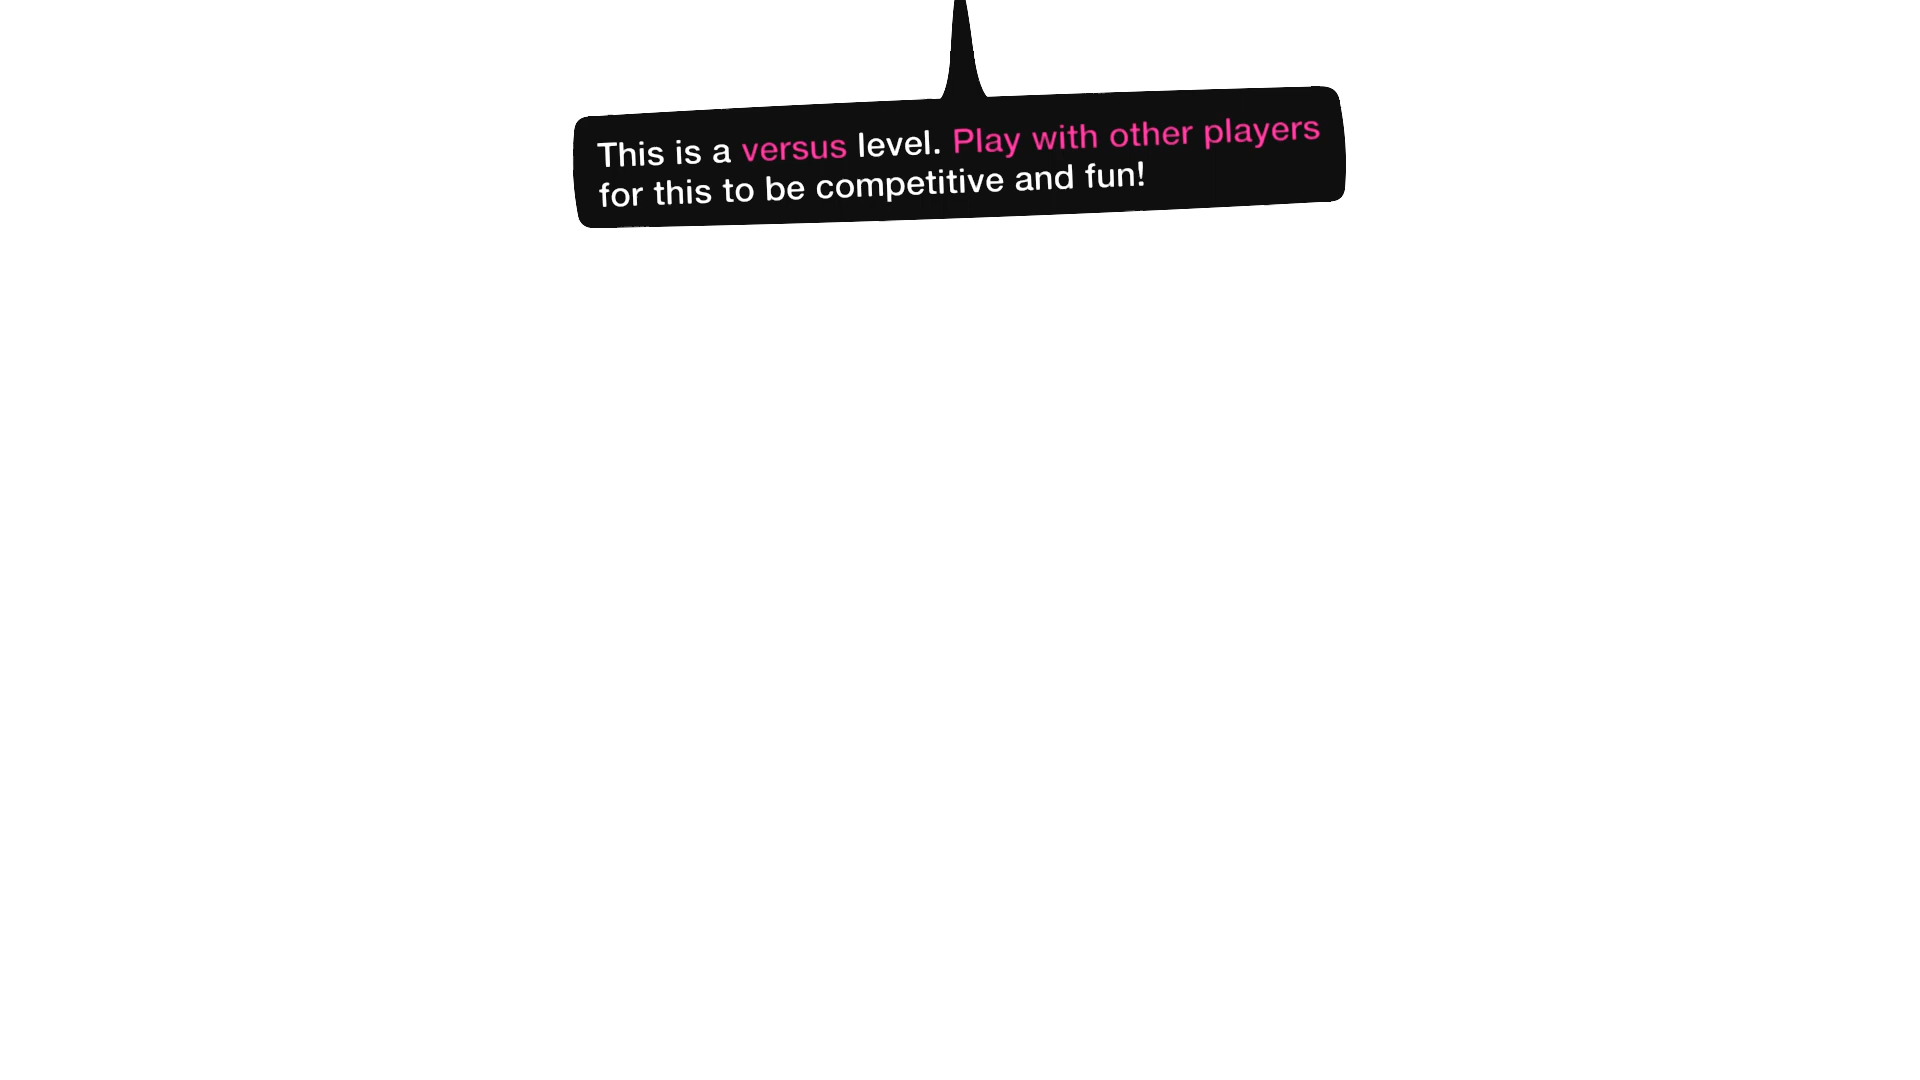 This is a versus level. Play with other players
for this to be competitive and fun!